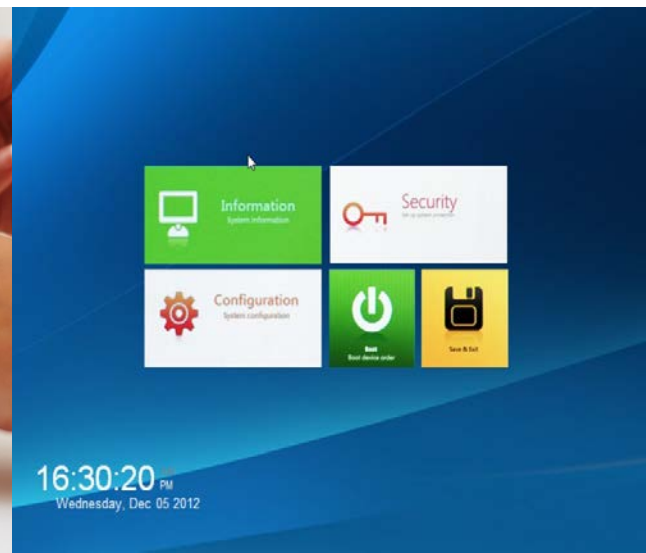 Information
System information
Security
Configuration
System configuration
Boot
Boot device order
Save & Exit
16:30:20 PM
Wednesday, Dec 05 2012